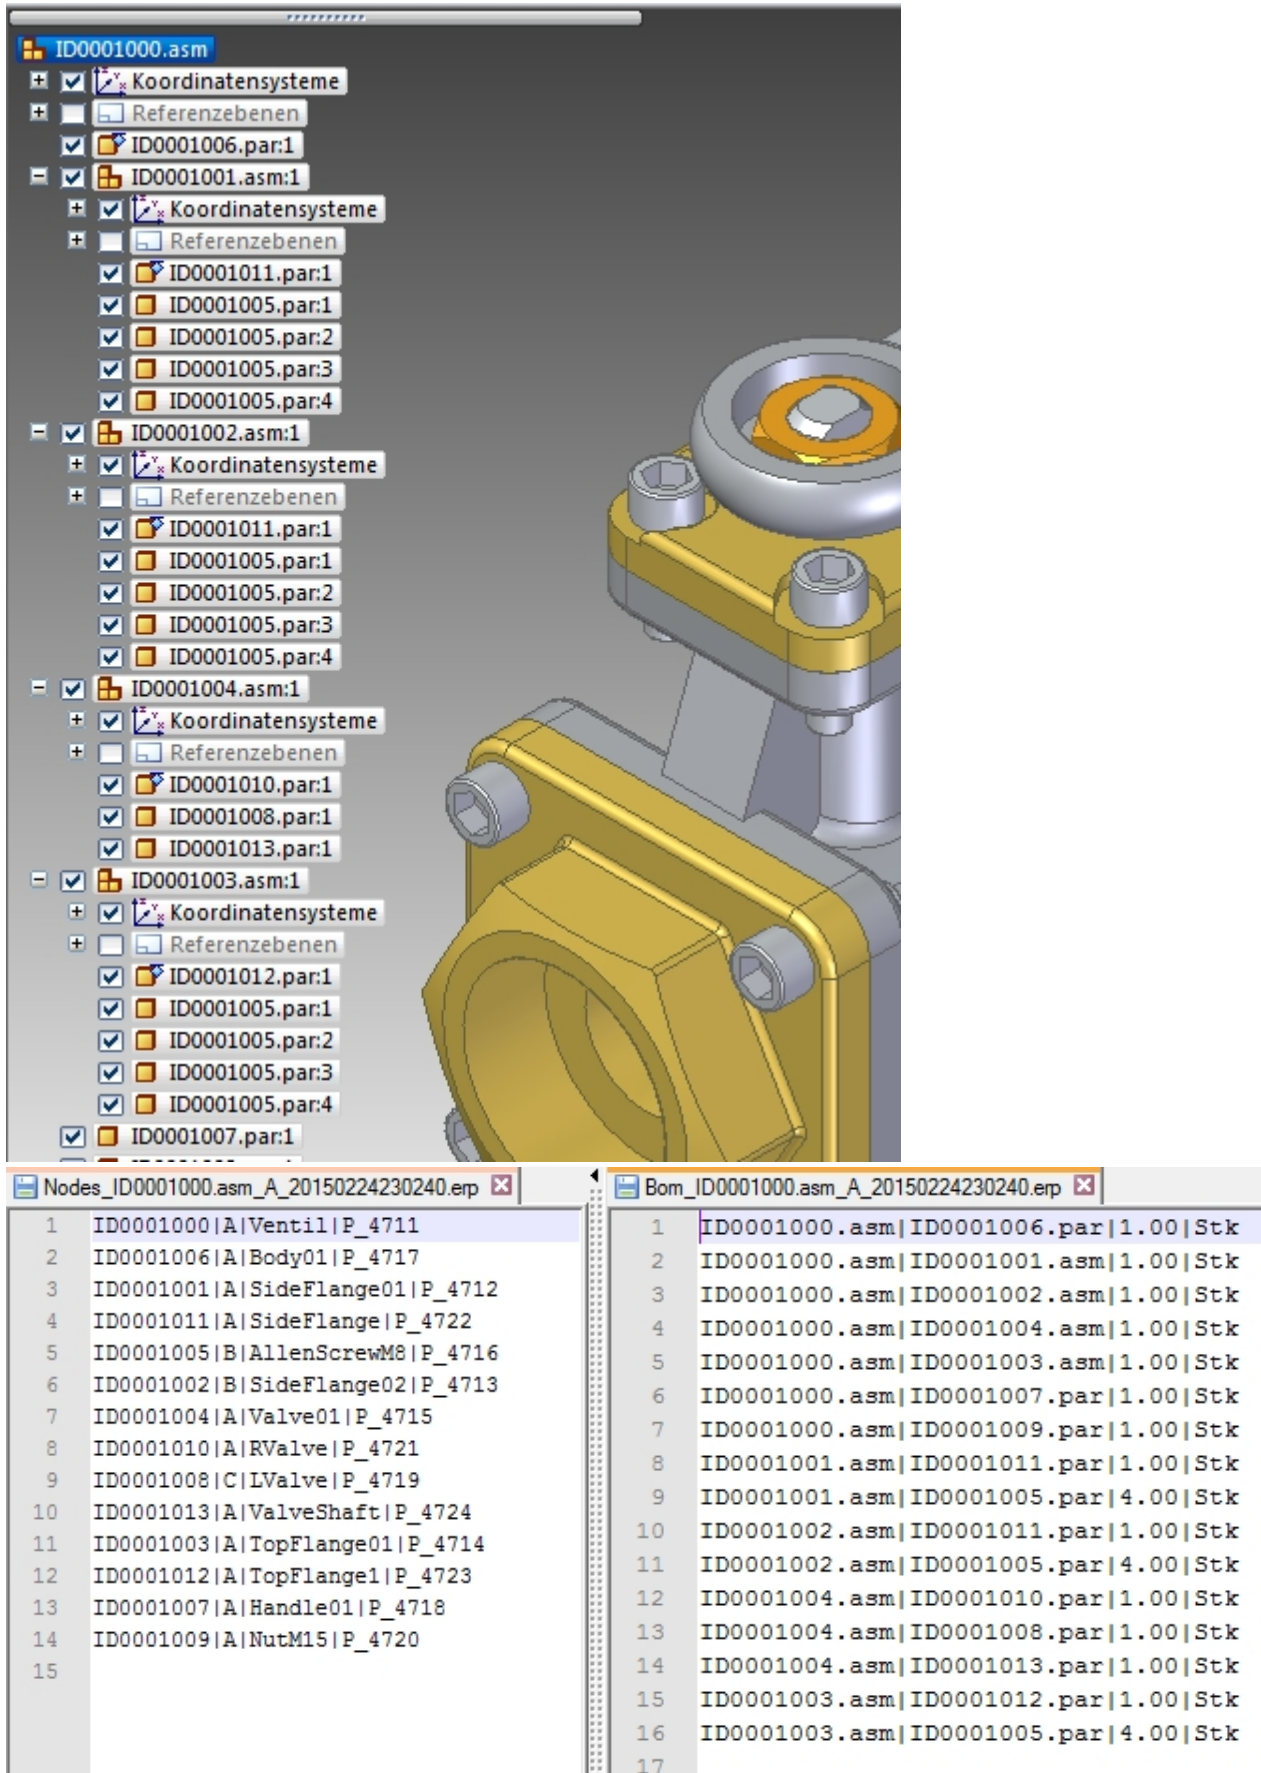 ID0001000.asm
Koordinatensysteme
Referenzebenen
ID0001006.par:1
ID0001001.asm:1
Koordinatensysteme
Referenzebenen
ID0001011.par:1
ID0001005.par:1
ID0001005.par:2
ID0001005.par:3
ID0001005.par:4
ID0001002.asm:1
Koordinatensysteme
Referenzebenen
ID0001011.par:1
ID0001005.par:1
ID0001005.par:2
ID0001005.par:3
ID0001005.par:4
ID0001004.asm:1
Koordinatensysteme
Referenzebenen
ID0001010.par:1
ID0001008.par:1
ID0001013.par:1
ID0001003.asm:1
Koordinatensysteme
Referenzebenen
ID0001012.par:1
ID0001005.par:1
ID0001005.par:2
ID0001005.par:3
ID0001005.par:4
ID0001007.par:1
Nodes_ID0001000.asm_A_20150224230240.erp
1 ID0001000|A|Ventil|P_4711
2 ID0001006|A|Body01|P_4717
3 ID0001001|A|SideFlange01|P_4712
4 ID0001011|A|SideFlange|P_4722
5 ID0001005|B|AllenScrewM8|P_4716
6 ID0001002|B|SideFlange02|P_4713
7 ID0001004|A|Valve01|P_4715
8 ID0001010|A|RValve|P_4721
9 ID0001008|C|LValve|P_4719
10 ID0001013|A|ValveShaft|P_4724
11 ID0001003|A|TopFlange01|P_4714
12 ID0001012|A|TopFlange1|P_4723
13 ID0001007|A|Handle01|P_4718
14 ID0001009|A|NutM15|P_4720
15
Bom_ID0001000.asm_A_20150224230240.erp
1 ID0001000.asm|ID0001006.par|1.00|Stk
2 ID0001000.asm|ID0001001.asm|1.00|Stk
3 ID0001000.asm|ID0001002.asm|1.00|Stk
4 ID0001000.asm|ID0001004.asm|1.00|Stk
5 ID0001000.asm|ID0001003.asm|1.00|Stk
6 ID0001000.asm|ID0001007.par|1.00|Stk
7 ID0001000.asm|ID0001009.par|1.00|Stk
8 ID0001001.asm|ID0001011.par|1.00|Stk
9 ID0001001.asm|ID0001005.par|4.00|Stk
10 ID0001002.asm|ID0001011.par|1.00|Stk
11 ID0001002.asm|ID0001005.par|4.00|Stk
12 ID0001004.asm|ID0001010.par|1.00|Stk
13 ID0001004.asm|ID0001008.par|1.00|Stk
14 ID0001004.asm|ID0001013.par|1.00|Stk
15 ID0001003.asm|ID0001012.par|1.00|Stk
16 ID0001003.asm|ID0001005.par|4.00|Stk
17